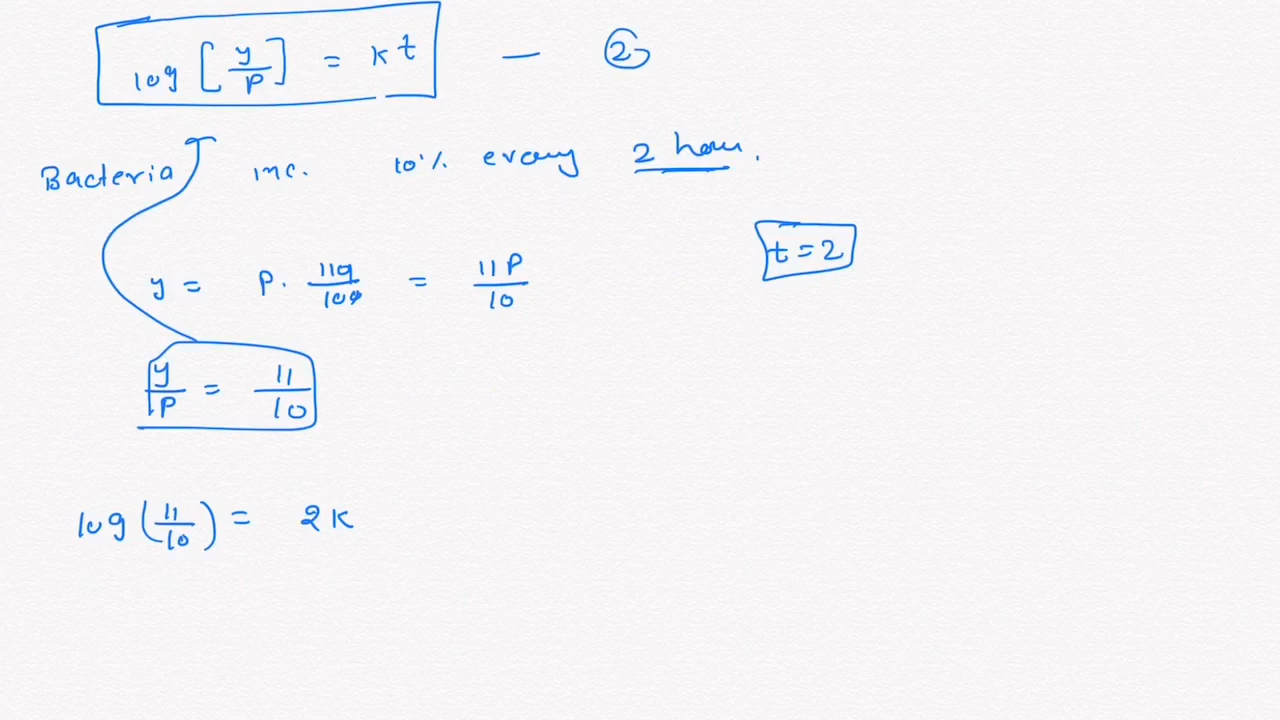 log [y/P] = kt — ②
Bacteria inc. 10% every 2 hour.
t = 2
y = P · 110/100 = 11P/10
y/P = 11/10
log (11/10) = 2k